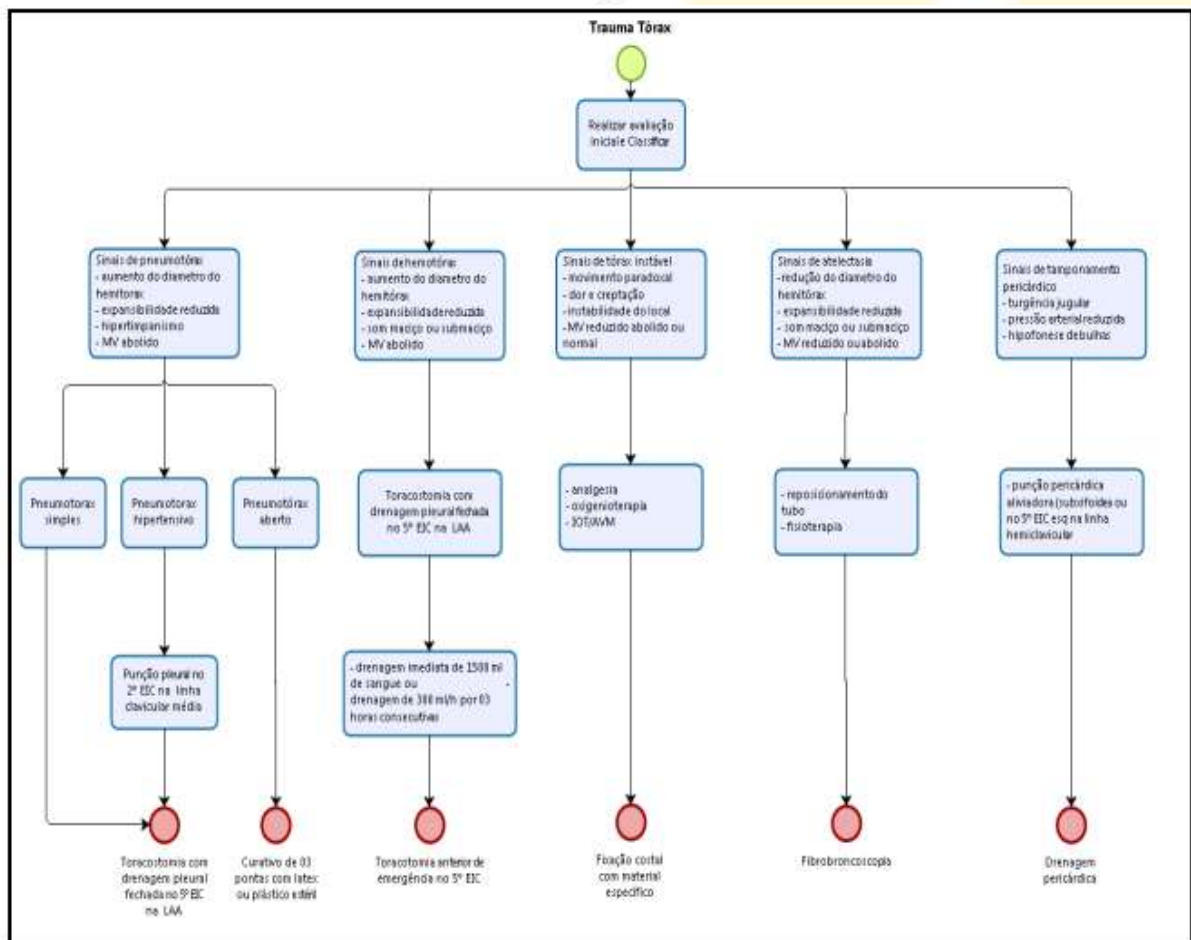 Trauma Tórax
Realizar avaliação
inicial e Classificar
Sinais de pneumotórax
- aumento do diametro do
hemitorax
- expansibilidade reduzida
- hipertimpanismo
- MV abolido
Sinais de hemotórax
- aumento do diametro do
hemitórax
- expansibilidade reduzida
- som maciço ou submaciço
- MV abolido
Sinais de tórax instável
- movimento paradoxal
- dor e creptação
- instabilidade do local
- MV reduzido abolido ou
normal
Sinais de atelectasia
- redução do diametro do
hemitórax
- expansibilidade reduzida
- som maciço ou submaciço
- MV reduzido ou abolido
Sinais de tamponamento
pericárdico
- turgência jugular
- pressão arterial reduzida
- hipofonese de bulhas
Pneumotorax
simples
Pneumotorax
hipertensivo
Pneumotórax
aberto
Toracostomia com
drenagem pleural fechada
no 5º EIC na LAA
- analgesia
- oxigenioterapia
- IOT/AVM
- reposicionamento do
tubo
- fisioterapia
- punção pericárdica
aliviadora (subxifoidea ou
no 5º EIC esq na linha
hemiclavicular
Punção pleural no
2º EIC na linha
clavicular média
- drenagem imediata de 1500 ml
de sangue ou -
drenagem de 300 ml/h por 03
horas consecutivas
Toracostomia com
drenagem pleural
fechada no 5º EIC
na LAA
Curativo de 03
pontas com latex
ou plástico estéril
Toracotomia anterior de
emergência no 5º EIC
Fixação costal
com material
específico
Fibrobroncoscopia
Drenagem
pericárdica